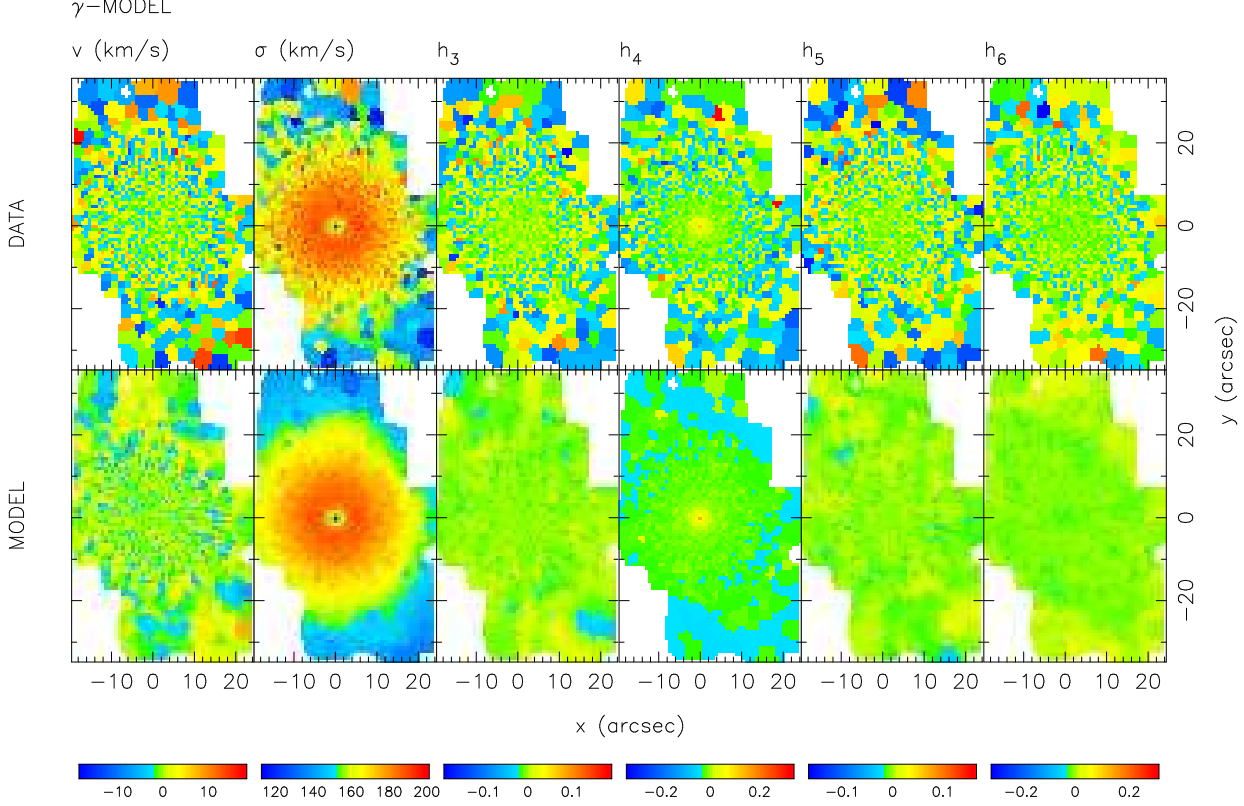 γ−MODEL
v (km/s) σ (km/s) h3 h4 h5 h6
DATA
20
0
−20
MODEL
20
0
−20
y (arcsec)
−10 0 10 20 −10 0 10 20 −10 0 10 20 −10 0 10 20 −10 0 10 20 −10 0 10 20
x (arcsec)
−10 0 10 120 140 160 180 200 −0.1 0 0.1 −0.2 0 0.2 −0.1 0 0.1 −0.2 0 0.2